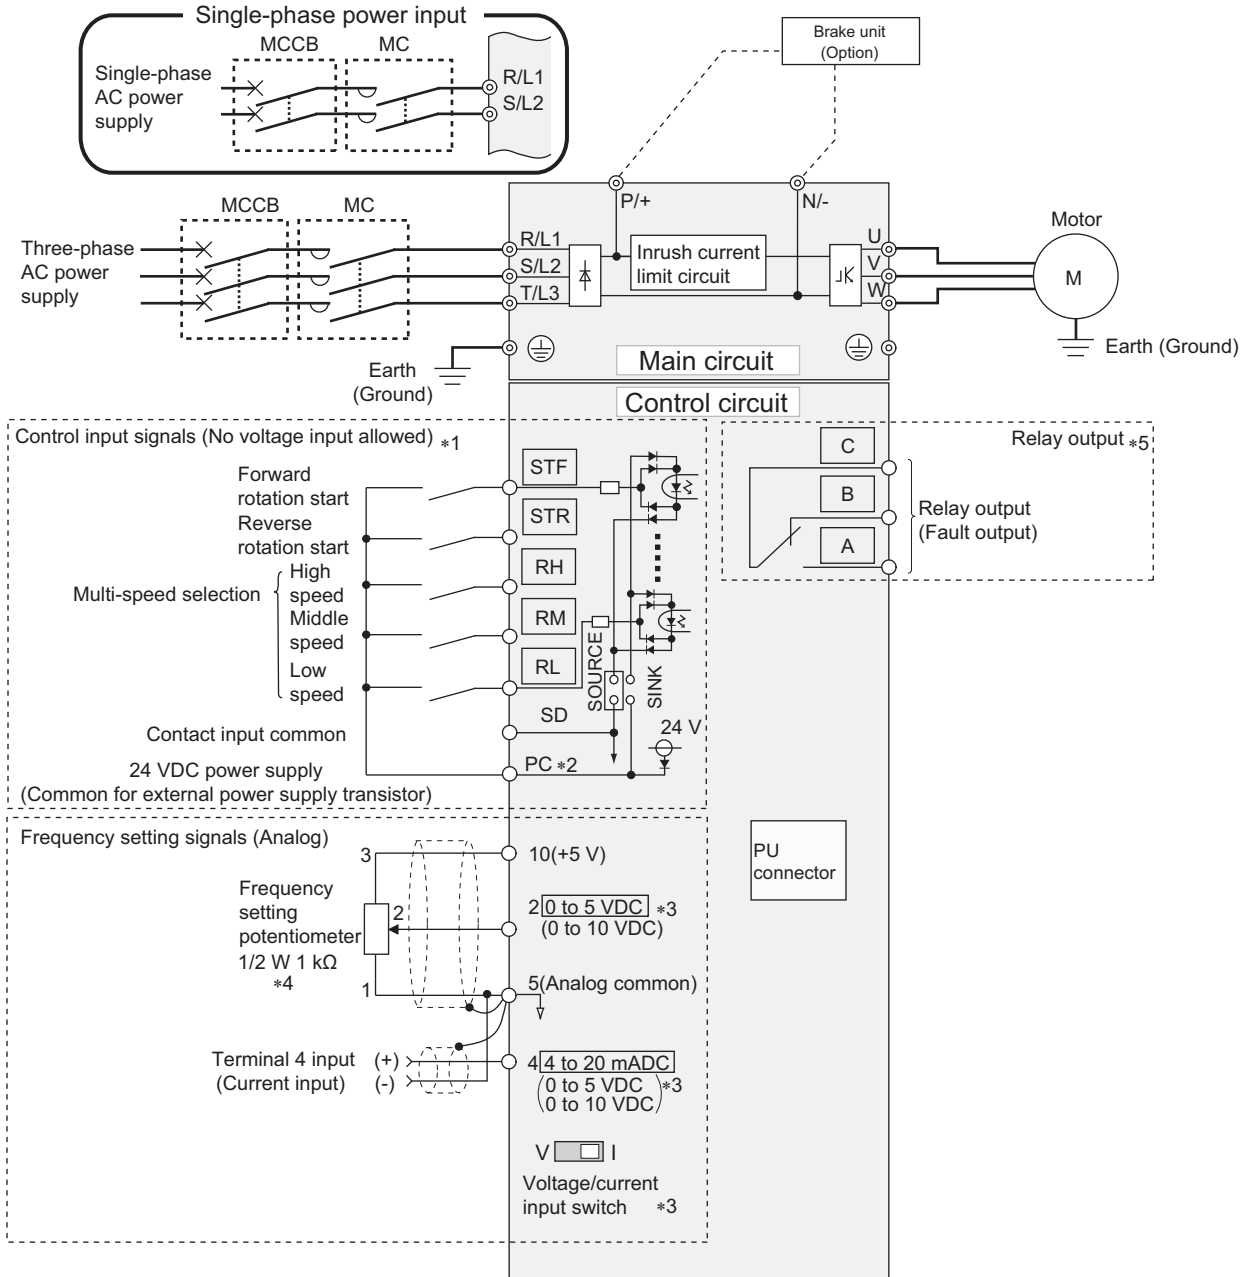 Single-phase power input
MCCB
MC
Single-phase
AC power
supply
R/L1
S/L2
Brake unit
(Option)
P/+
N/-
MCCB
MC
Three-phase
AC power
supply
R/L1
S/L2
T/L3
Inrush current
limit circuit
U
V
W
Motor
M
Earth (Ground)
Earth
(Ground)
Main circuit
Control circuit
Control input signals (No voltage input allowed) *1
Forward
rotation start
Reverse
rotation start
Multi-speed selection
High
speed
Middle
speed
Low
speed
STF
STR
RH
RM
RL
SOURCE
SINK
SD
24 V
Contact input common
24 VDC power supply
(Common for external power supply transistor)
PC *2
Relay output *5
C
B
A
Relay output
(Fault output)
Frequency setting signals (Analog)
3
10(+5 V)
Frequency
setting
potentiometer
1/2 W 1 kΩ
*4
2
2 0 to 5 VDC *3
(0 to 10 VDC)
1
5(Analog common)
Terminal 4 input (+)
(Current input) (-)
4 4 to 20 mADC
(0 to 5 VDC
0 to 10 VDC) *3
V I
Voltage/current
input switch *3
PU
connector